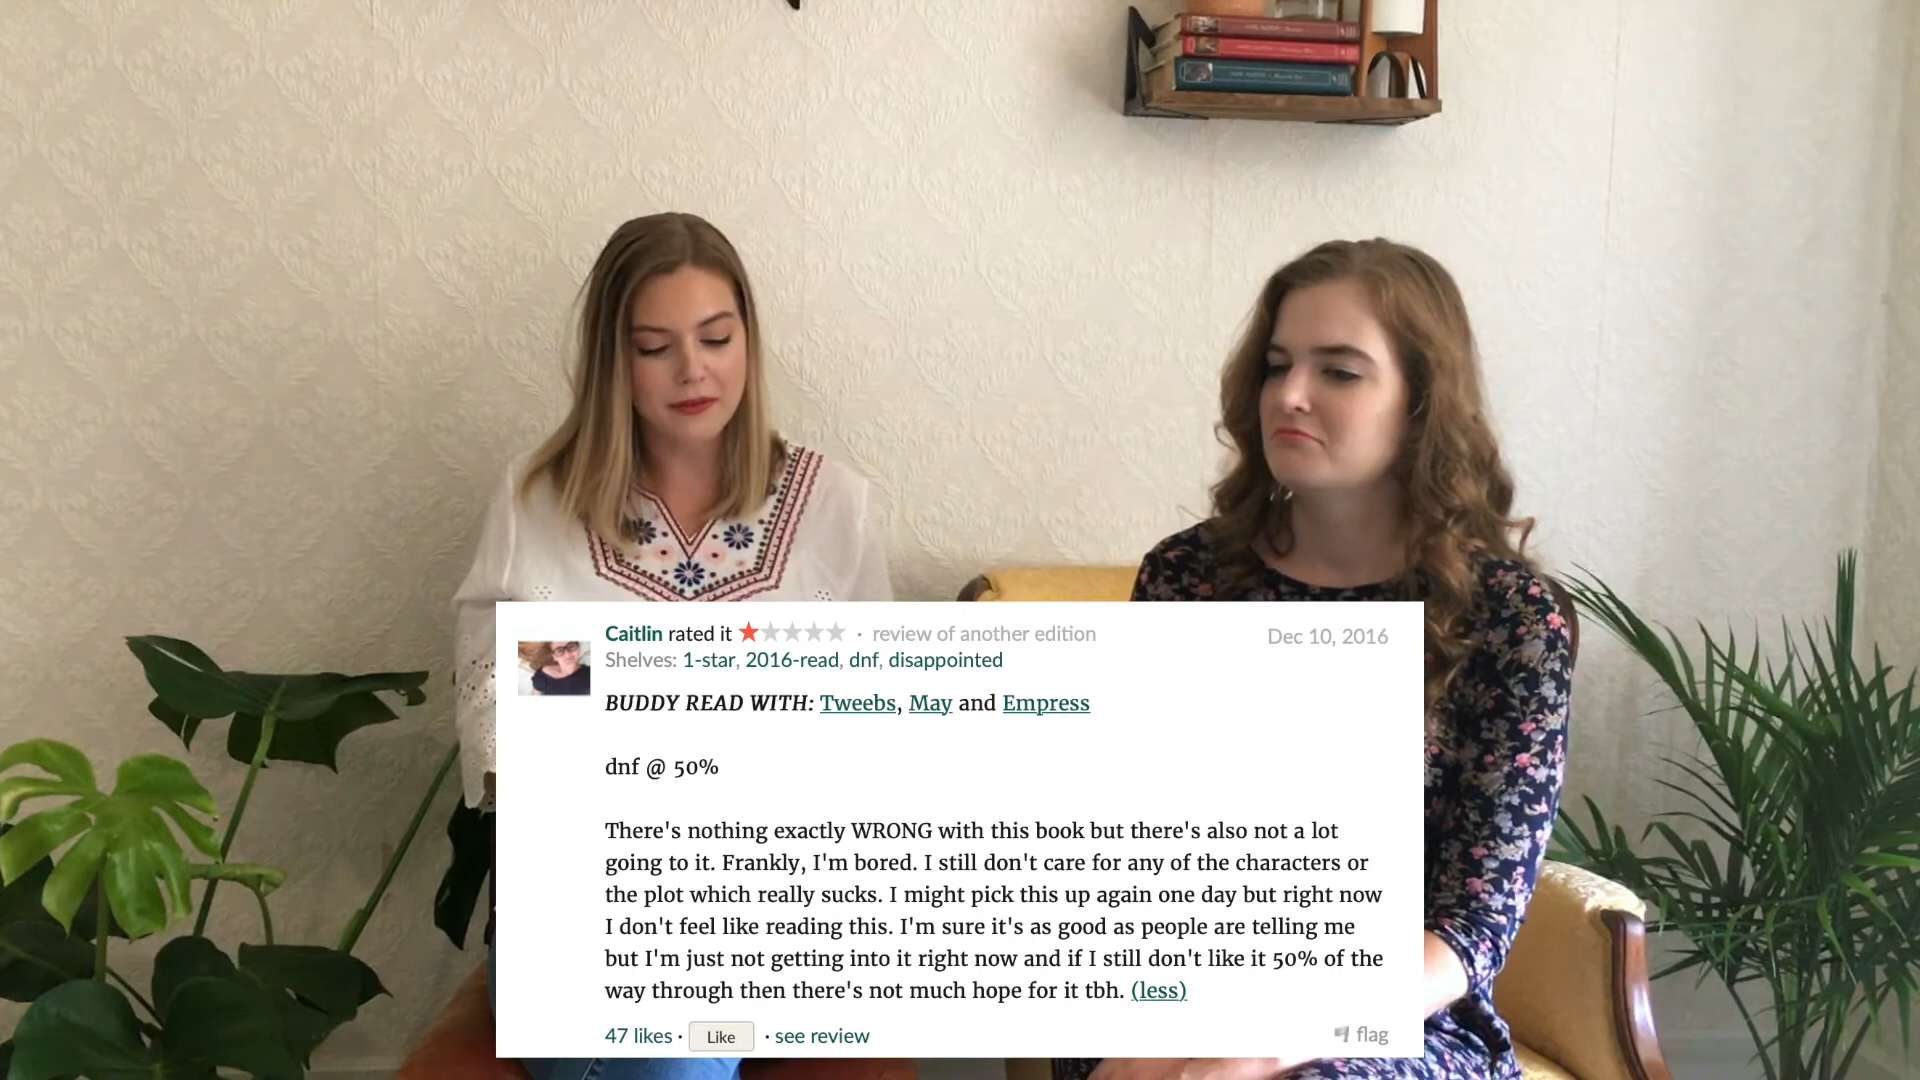 Caitlin rated it · review of another edition Dec 10, 2016
Shelves: 1-star, 2016-read, dnf, disappointed
BUDDY READ WITH: Tweebs, May and Empress
dnf @ 50%
There's nothing exactly WRONG with this book but there's also not a lot
going to it. Frankly, I'm bored. I still don't care for any of the characters or
the plot which really sucks. I might pick this up again one day but right now
I don't feel like reading this. I'm sure it's as good as people are telling me
but I'm just not getting into it right now and if I still don't like it 50% of the
way through then there's not much hope for it tbh. (less)
47 likes · Like · see review flag